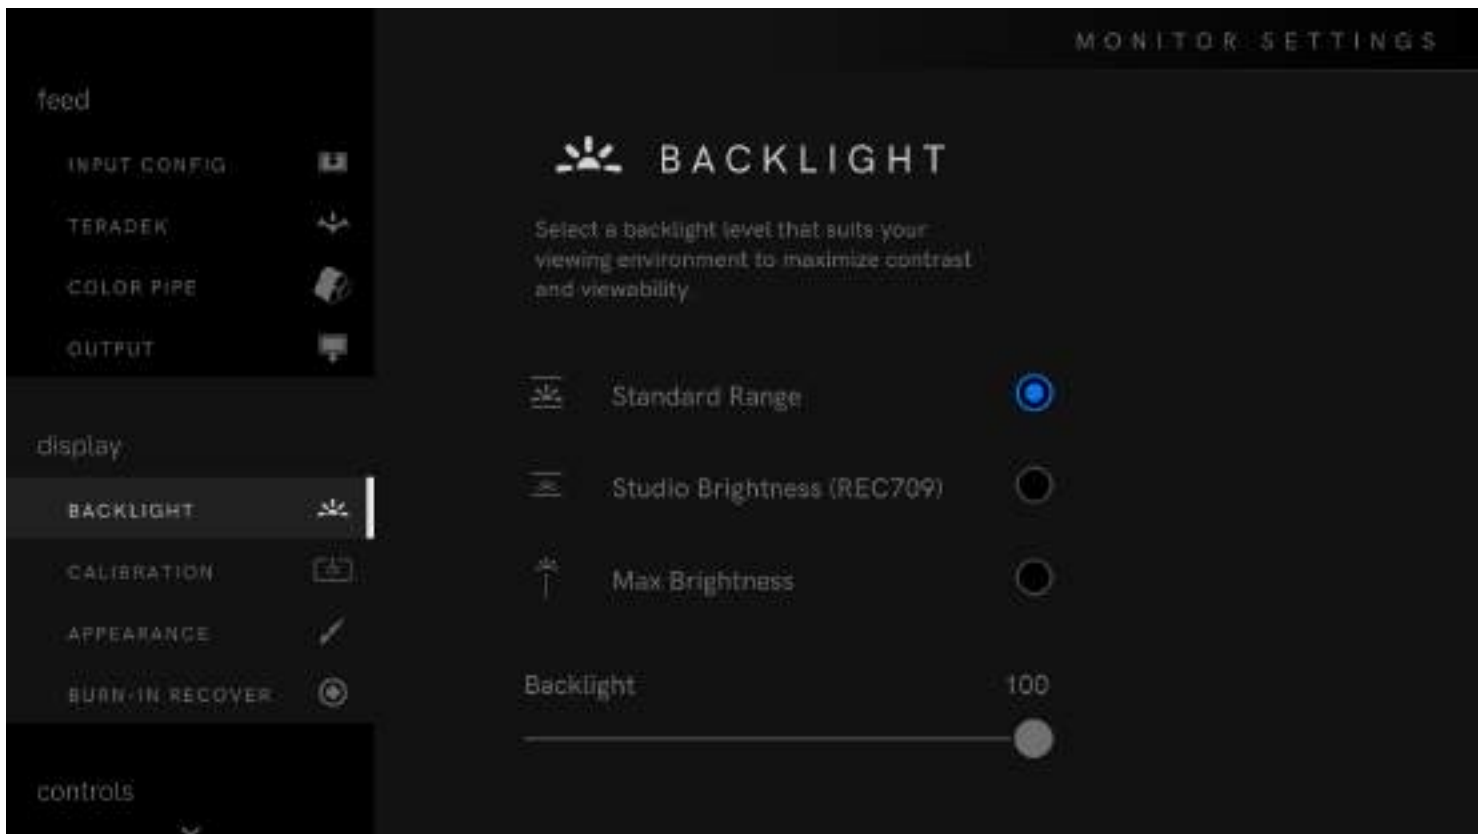 MONITOR SETTINGS
feed
INPUT CONFIG
TERADEK
COLOR PIPE
OUTPUT
display
BACKLIGHT
CALIBRATION
APPEARANCE
BURN-IN RECOVER
controls
BACKLIGHT
Select a backlight level that suits your
viewing environment to maximize contrast
and viewability
Standard Range
Studio Brightness (REC709)
Max Brightness
Backlight 100